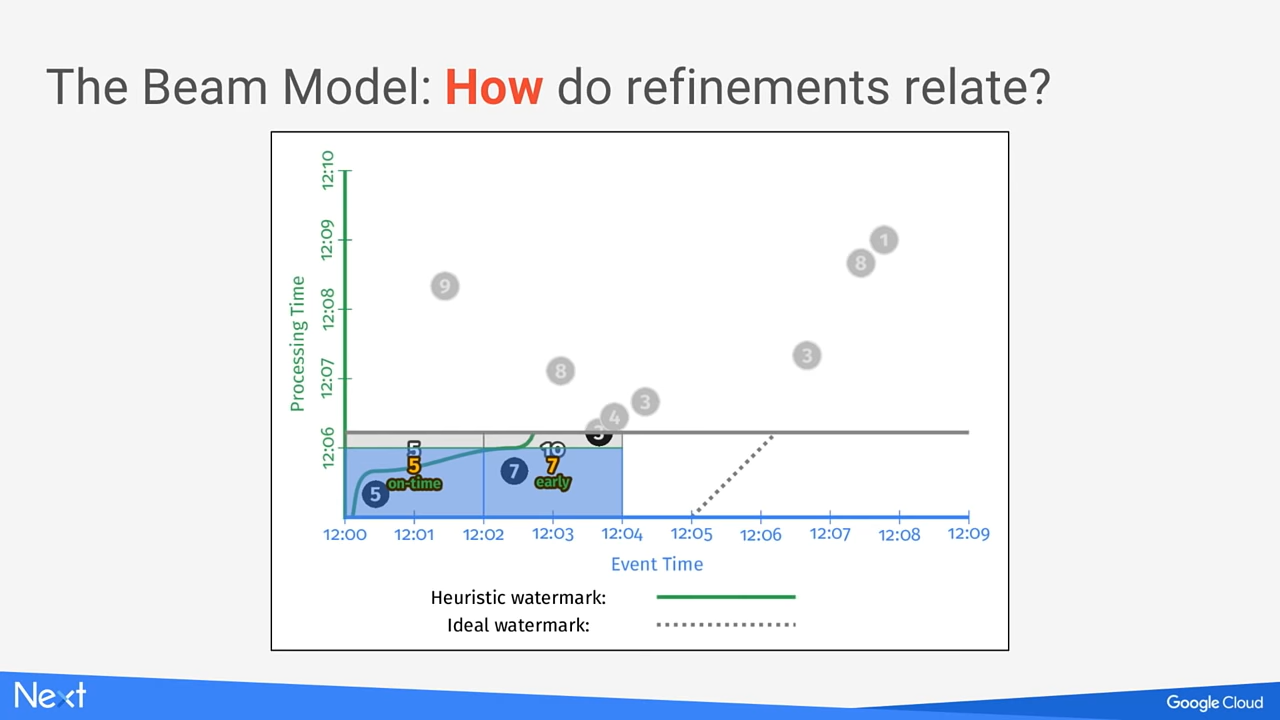 The Beam Model: How do refinements relate?
12:10
12:09
12:08
12:07
12:06
Processing Time
1
8
9
3
8
3
4
3
5
5
on-time
5
10
7
early
7
12:00 12:01 12:02 12:03 12:04 12:05 12:06 12:07 12:08 12:09
Event Time
Heuristic watermark:
Ideal watermark:
Next
Google Cloud